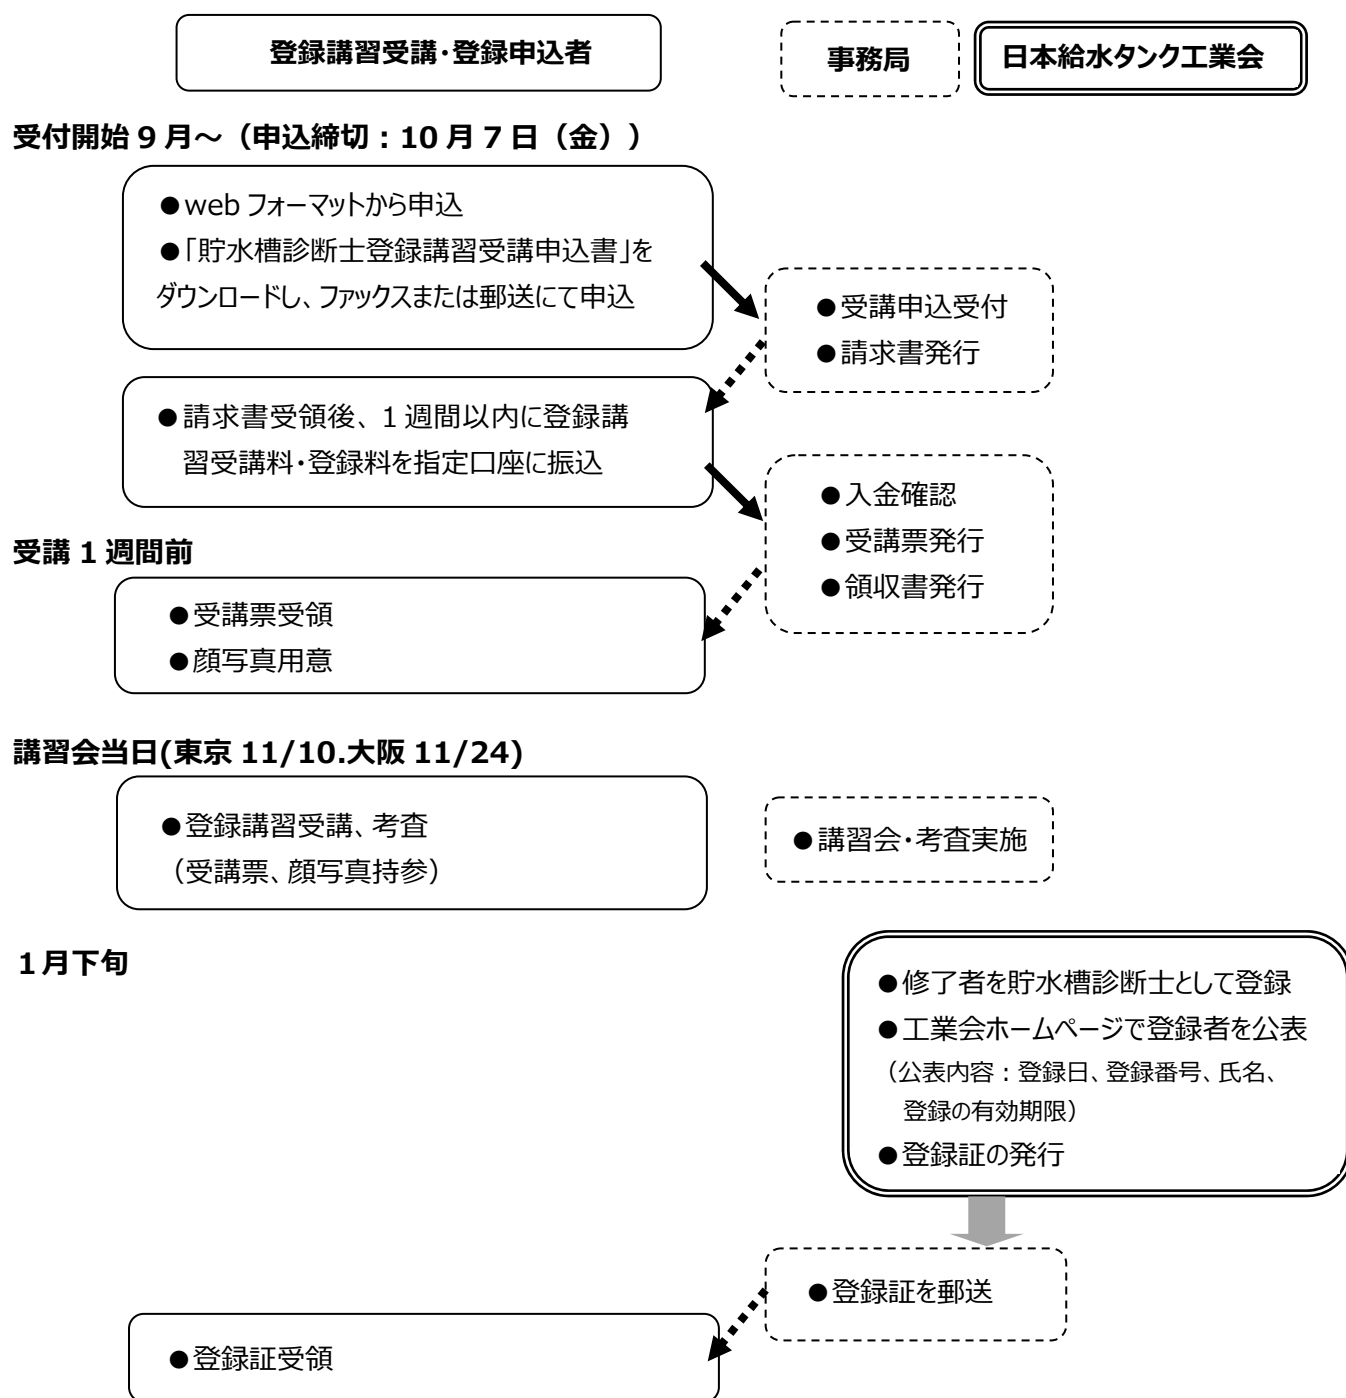 登録講習受講・登録申込者
事務局
日本給水タンク工業会
受付開始 9 月～（申込締切：10 月 7 日（金））
●web フォーマットから申込
●「貯水槽診断士登録講習受講申込書」を
ダウンロードし、ファックスまたは郵送にて申込
●受講申込受付
●請求書発行
●請求書受領後、１週間以内に登録講
習受講料・登録料を指定口座に振込
●入金確認
●受講票発行
●領収書発行
受講 1 週間前
●受講票受領
●顔写真用意
講習会当日(東京 11/10.大阪 11/24)
●登録講習受講、考査
（受講票、顔写真持参）
●講習会・考査実施
１月下旬
●修了者を貯水槽診断士として登録
●工業会ホームページで登録者を公表
（公表内容：登録日、登録番号、氏名、
登録の有効期限）
●登録証の発行
●登録証を郵送
●登録証受領